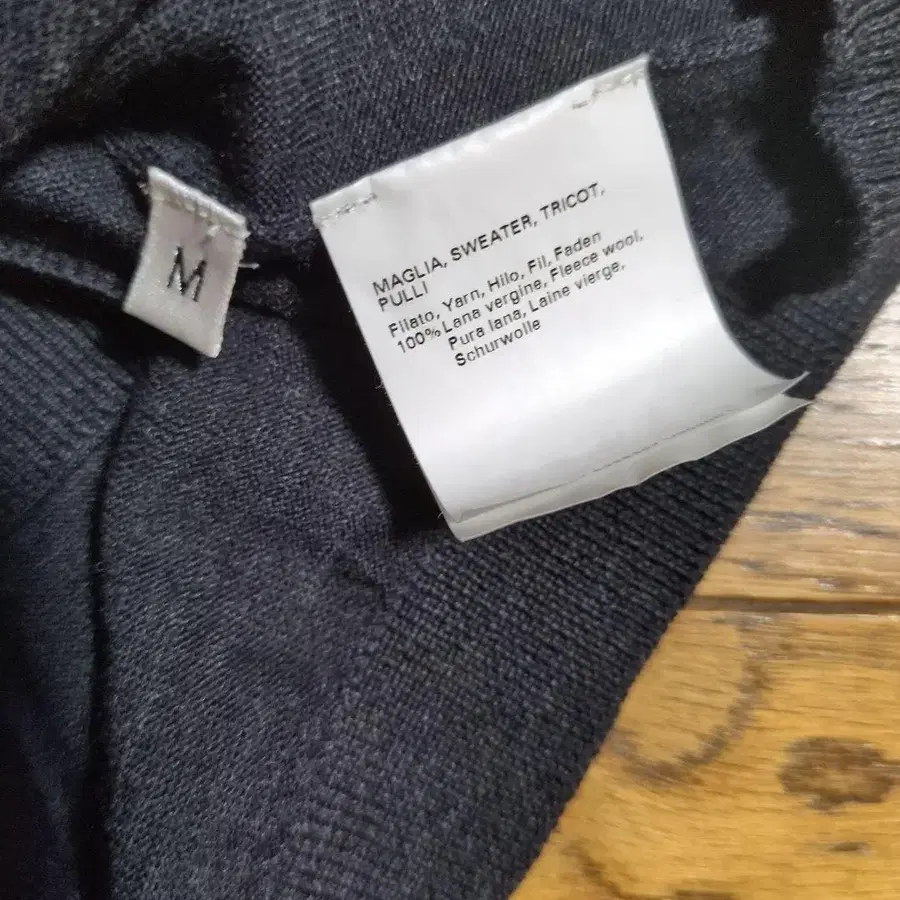 M
MAGLIA, SWEATER, TRICOT,
PULLI
Filato, Yarn, Hilo, Fil, Faden
100% Lana vergine, Fleece wool,
Pura lana, Laine vierge,
Schurwolle